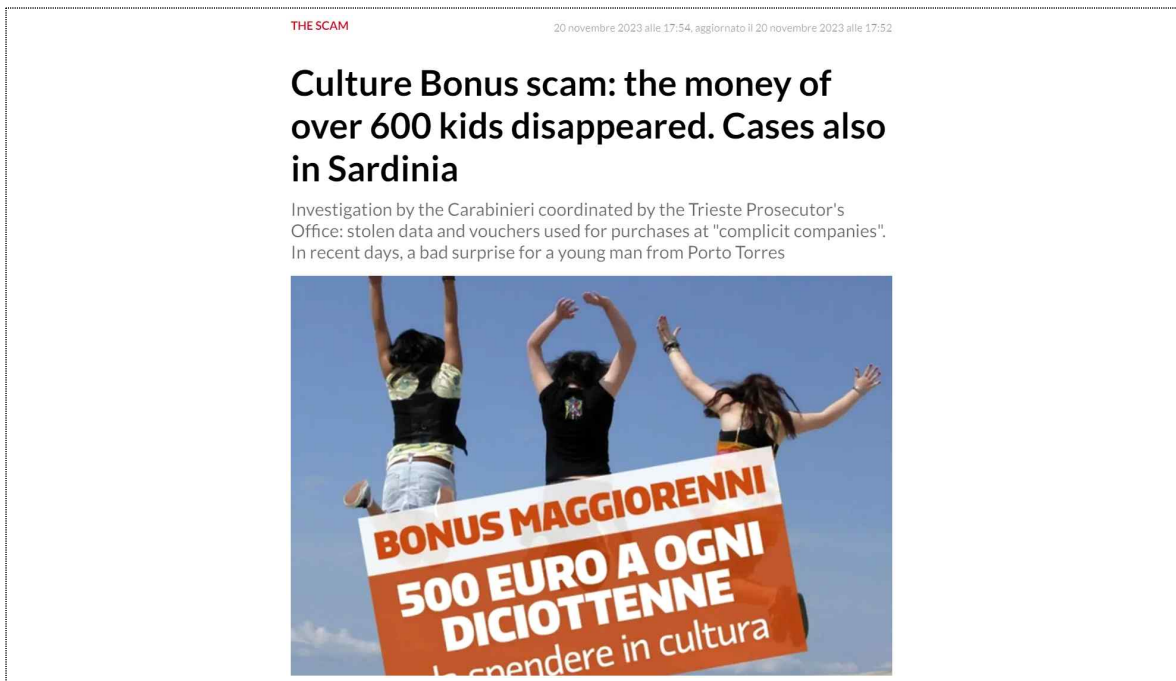 THE SCAM
20 novembre 2023 alle 17:54, aggiornato il 20 novembre 2023 alle 17:52
Culture Bonus scam: the money of
over 600 kids disappeared. Cases also
in Sardinia
Investigation by the Carabinieri coordinated by the Trieste Prosecutor's
Office: stolen data and vouchers used for purchases at "complicit companies".
In recent days, a bad surprise for a young man from Porto Torres
BONUS MAGGIORENNI
500 EURO A OGNI
DICIOTTENNE
spendere in cultura